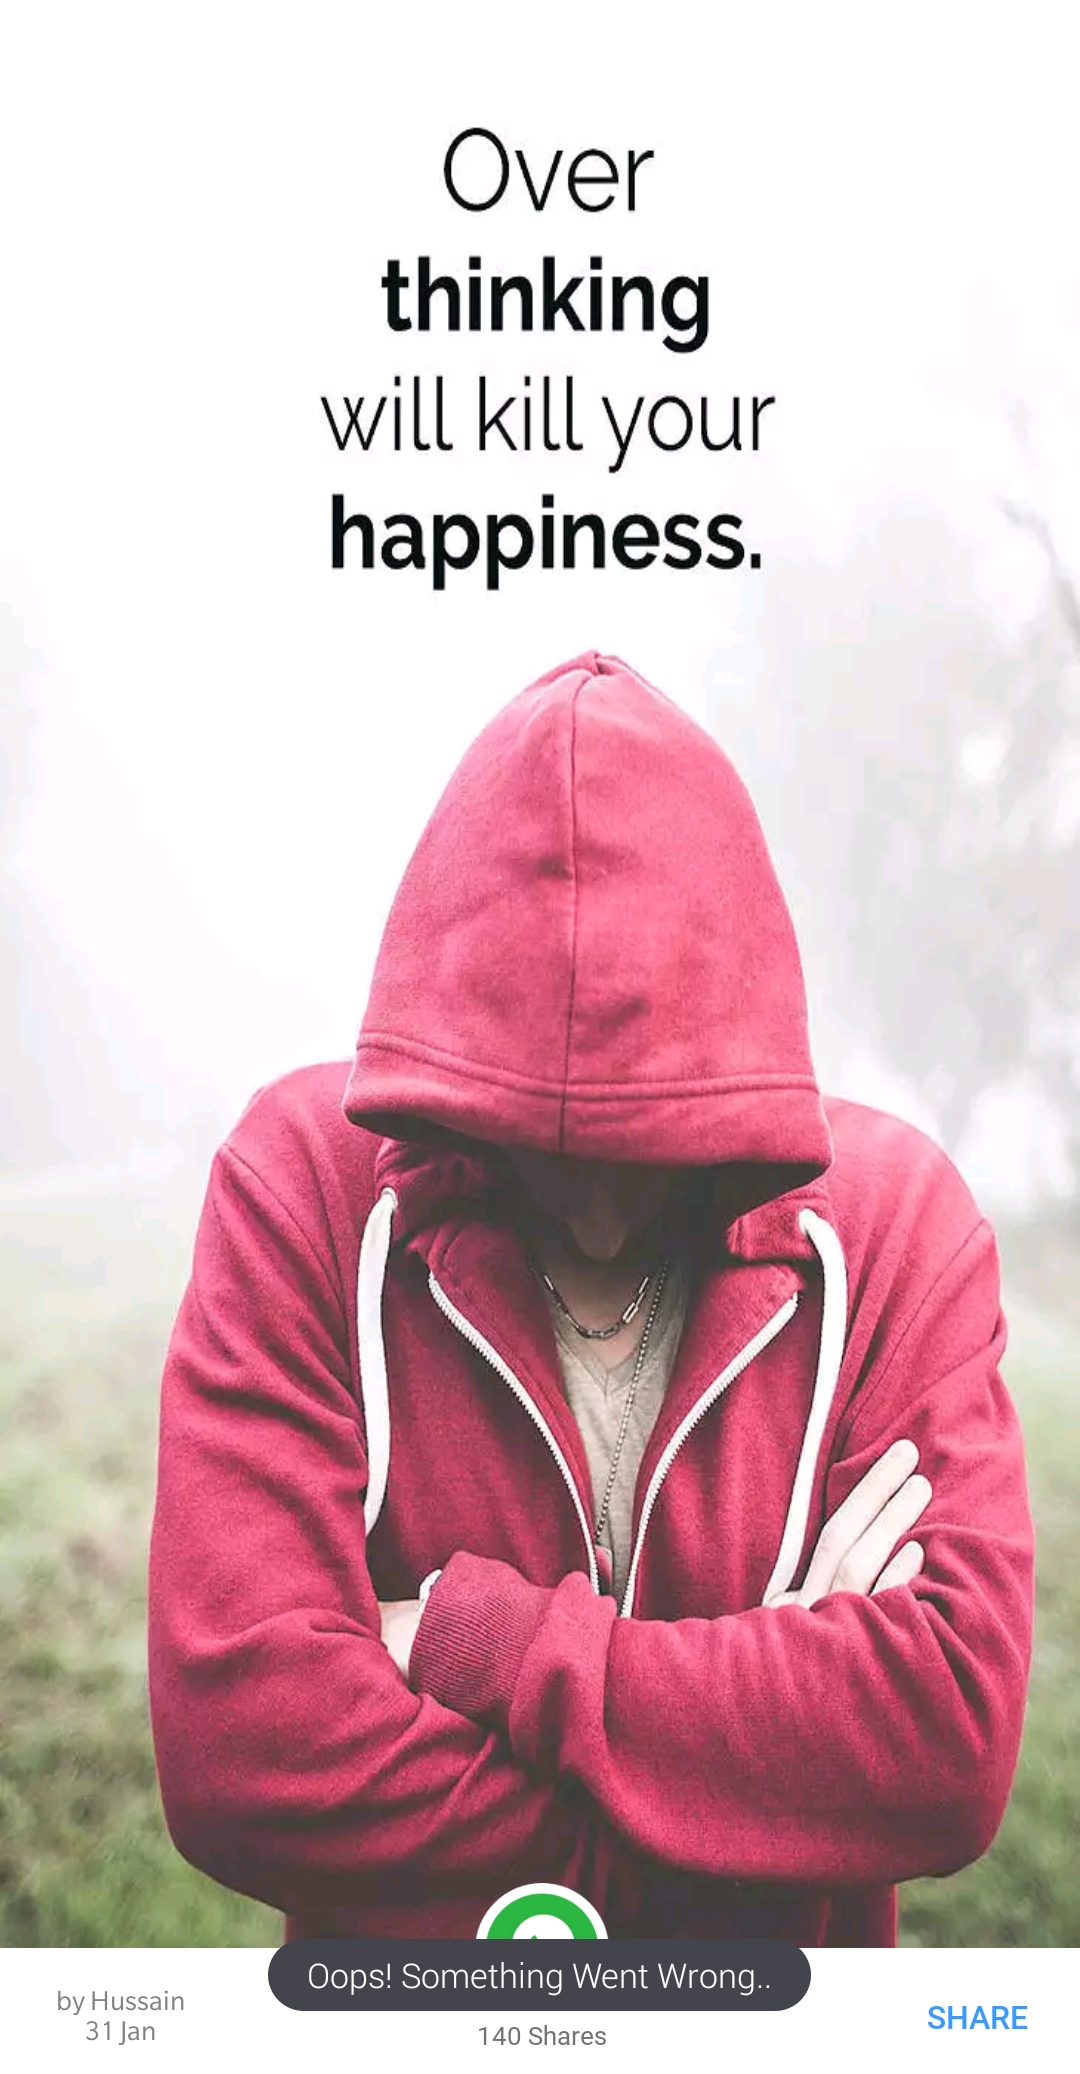 Over
thinking
will kill your
happiness.
Oops! Something Went Wrong..
by Hussain
31 Jan
140 Shares
SHARE